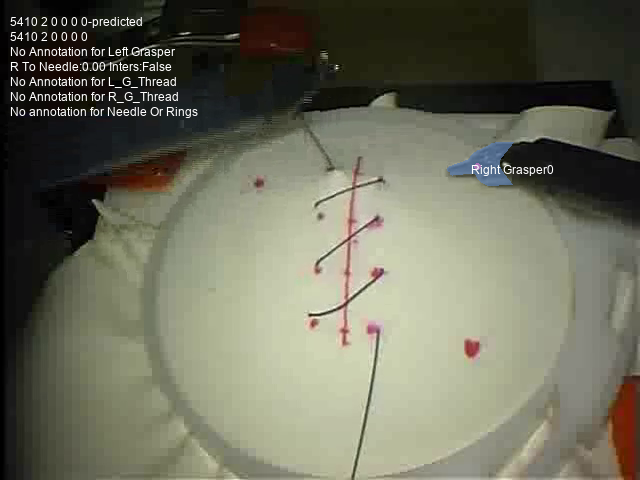 5410 2 0 0 0 0-predicted
5410 2 0 0 0 0
No Annotation for Left Grasper
R To Needle:0.00 Inters:False
No Annotation for L_G_Thread
No Annotation for R_G_Thread
No annotation for Needle Or Rings
Right Grasper0